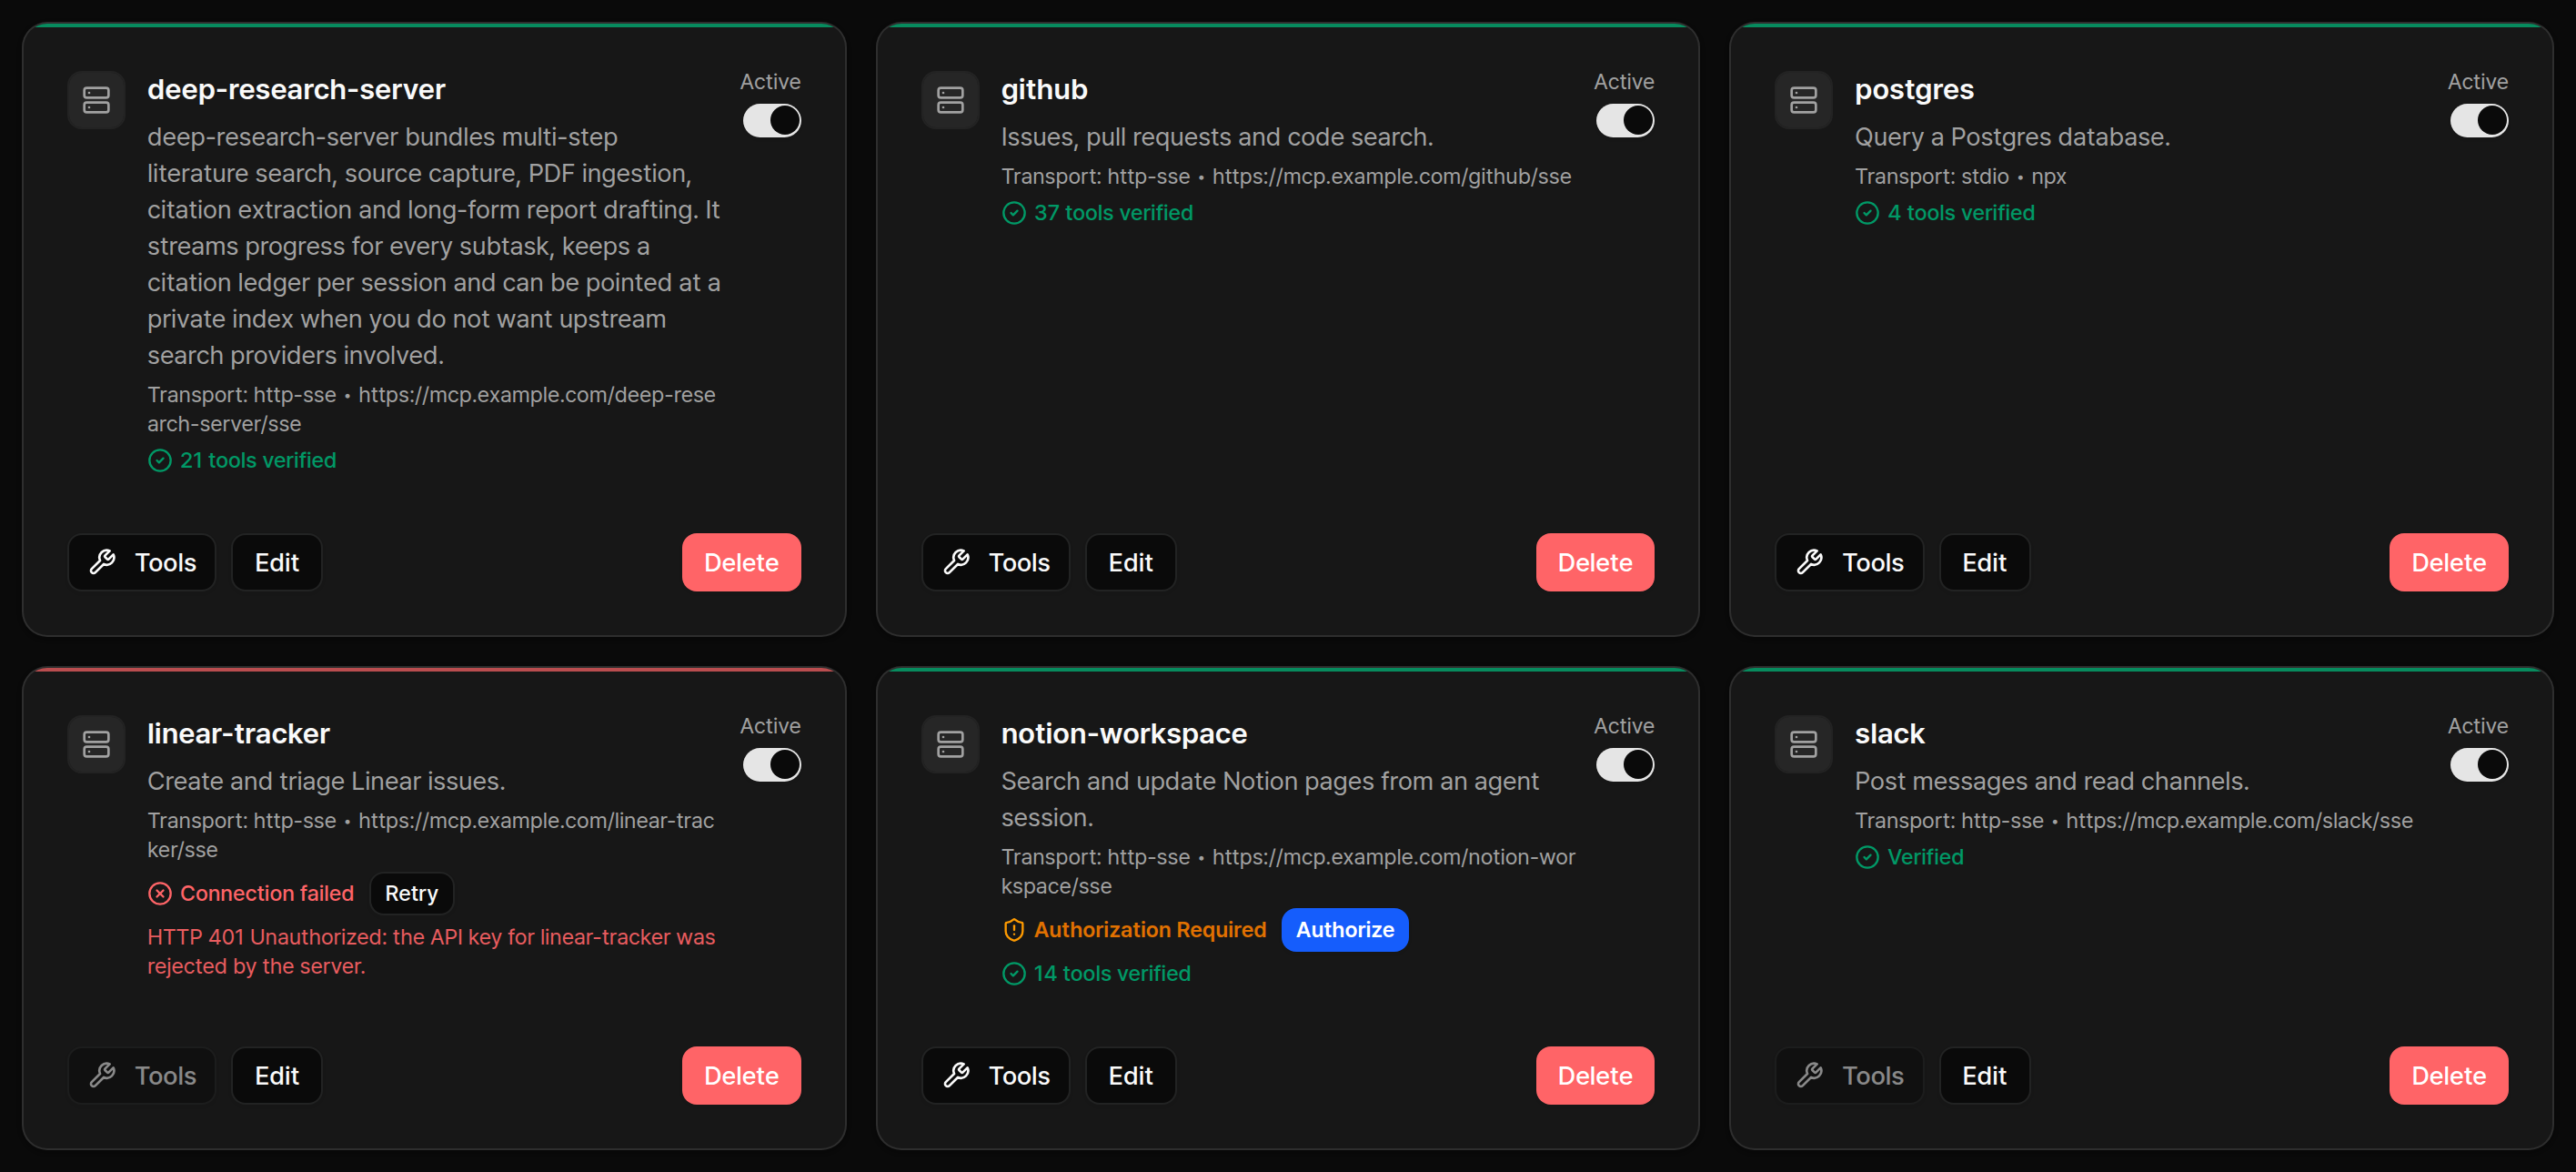 deep-research-server
Active
deep-research-server bundles multi-step
literature search, source capture, PDF ingestion,
citation extraction and long-form report drafting. It
streams progress for every subtask, keeps a
citation ledger per session and can be pointed at a
private index when you do not want upstream
search providers involved.
Transport: http-sse • https://mcp.example.com/deep-rese
arch-server/sse
21 tools verified
Tools
Edit
Delete
github
Active
Issues, pull requests and code search.
Transport: http-sse • https://mcp.example.com/github/sse
37 tools verified
Tools
Edit
Delete
postgres
Active
Query a Postgres database.
Transport: stdio • npx
4 tools verified
Tools
Edit
Delete
linear-tracker
Active
Create and triage Linear issues.
Transport: http-sse • https://mcp.example.com/linear-trac
ker/sse
Connection failed
Retry
HTTP 401 Unauthorized: the API key for linear-tracker was
rejected by the server.
Tools
Edit
Delete
notion-workspace
Active
Search and update Notion pages from an agent
session.
Transport: http-sse • https://mcp.example.com/notion-wor
kspace/sse
Authorization Required
Authorize
14 tools verified
Tools
Edit
Delete
slack
Active
Post messages and read channels.
Transport: http-sse • https://mcp.example.com/slack/sse
Verified
Tools
Edit
Delete